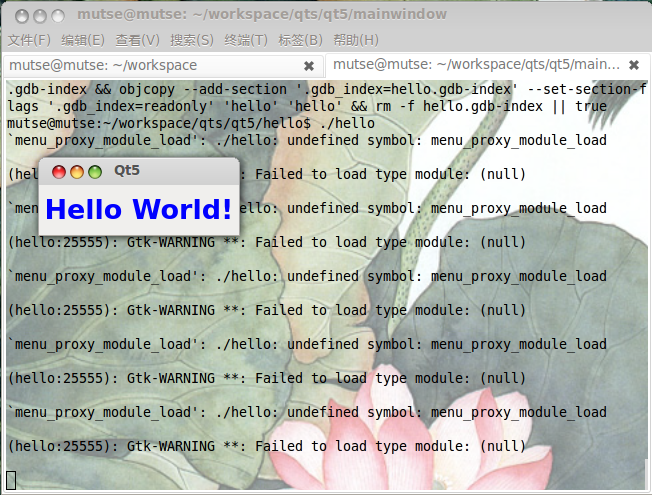 mutse@mutse: ~/workspace/qts/qt5/mainwindow
文件(F) 编辑(E) 查看(V) 搜索(S) 终端(T) 标签(B) 帮助(H)
mutse@mutse: ~/workspace
mutse@mutse: ~/workspace/qts/qt5/main...
.gdb-index && objcopy --add-section '.gdb_index=hello.gdb-index' --set-section-f
lags '.gdb_index=readonly' 'hello' 'hello' && rm -f hello.gdb-index || true
mutse@mutse:~/workspace/qts/qt5/hello$ ./hello
`menu_proxy_module_load': ./hello: undefined symbol: menu_proxy_module_load
(hel
: Failed to load type module: (null)
Qt5
Hello World!
`men
ello: undefined symbol: menu_proxy_module_load
(hello:25555): Gtk-WARNING **: Failed to load type module: (null)
`menu_proxy_module_load': ./hello: undefined symbol: menu_proxy_module_load
(hello:25555): Gtk-WARNING **: Failed to load type module: (null)
`menu_proxy_module_load': ./hello: undefined symbol: menu_proxy_module_load
(hello:25555): Gtk-WARNING **: Failed to load type module: (null)
`menu_proxy_module_load': ./hello: undefined symbol: menu_proxy_module_load
(hello:25555): Gtk-WARNING **: Failed to load type module: (null)